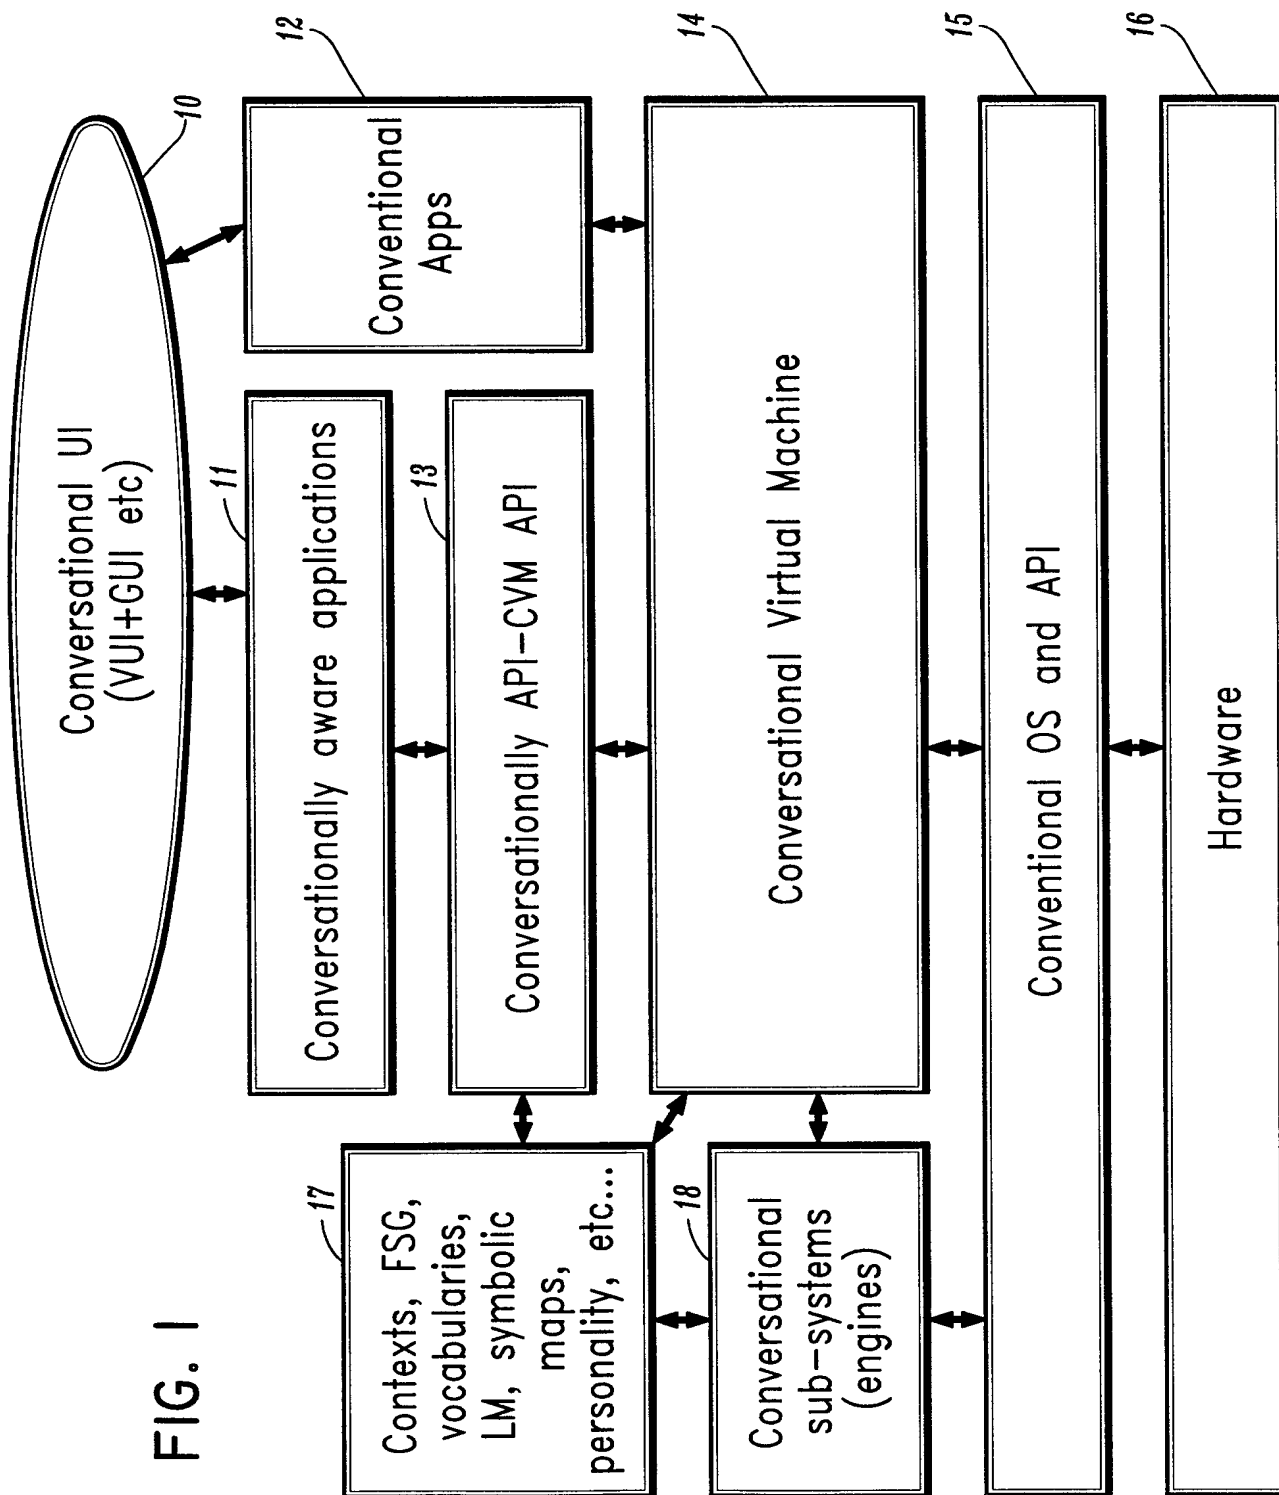 FIG. 1
Conversational UI
(VUI+GUI etc)
10
Conversationally aware applications
11
Conventional
Apps
12
Conversationally API-CVM API
13
Contexts, FSG,
vocabularies,
LM, symbolic
maps,
personality, etc...
17
Conversational Virtual Machine
14
Conversational
sub-systems
(engines)
18
Conventional OS and API
15
Hardware
16